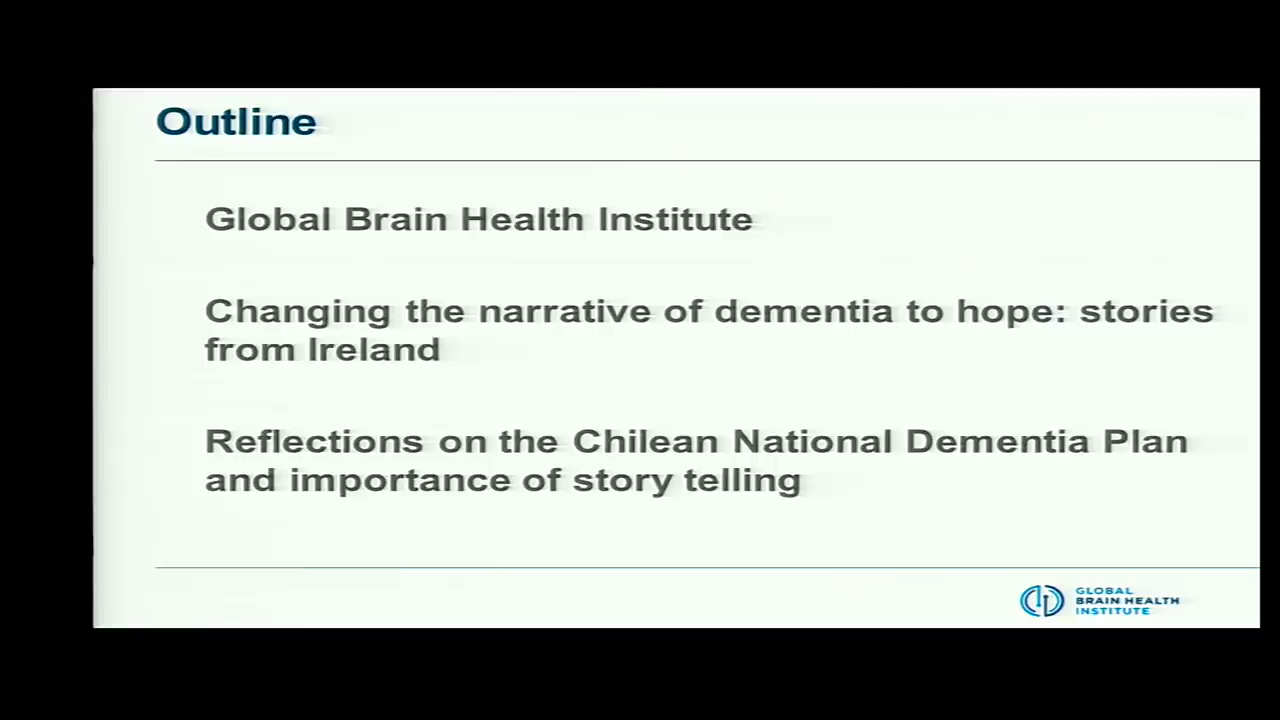 Outline
Global Brain Health Institute
Changing the narrative of dementia to hope: stories
from Ireland
Reflections on the Chilean National Dementia Plan
and importance of story telling
GLOBAL
BRAIN HEALTH
INSTITUTE